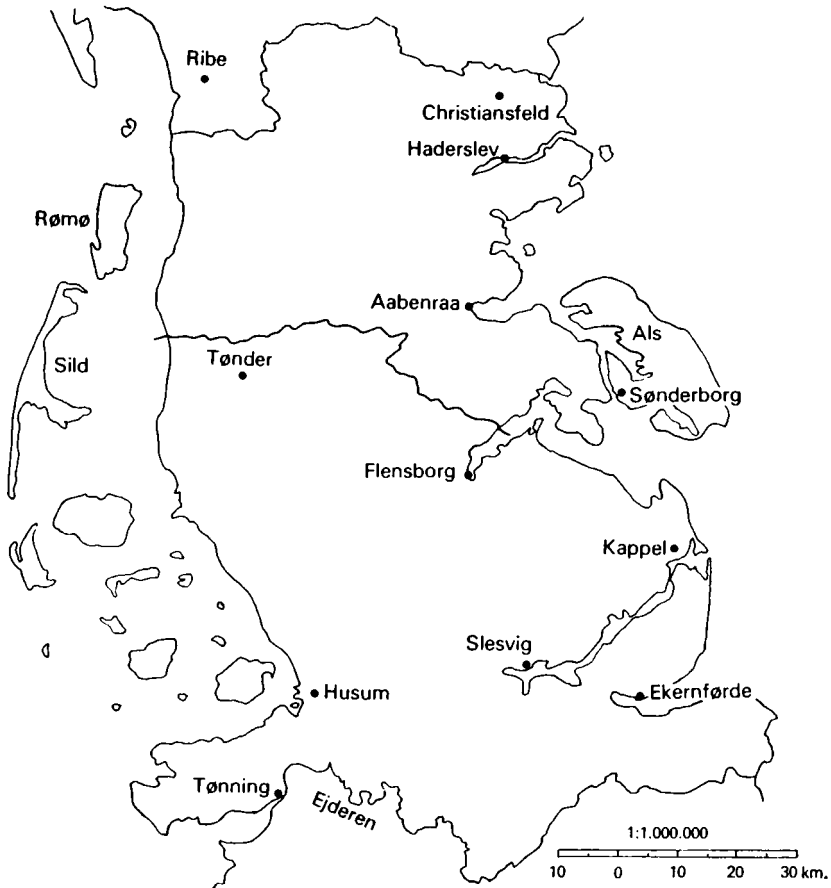 Ribe
Christiansfeld
Haderslev
Rømø
Aabenraa
Als
Sild
Tønder
Sønderborg
Flensborg
Kappel
Slesvig
Husum
Ekernførde
Tønning
Ejderen
1:1.000.000
10 0 10 20 30 km.